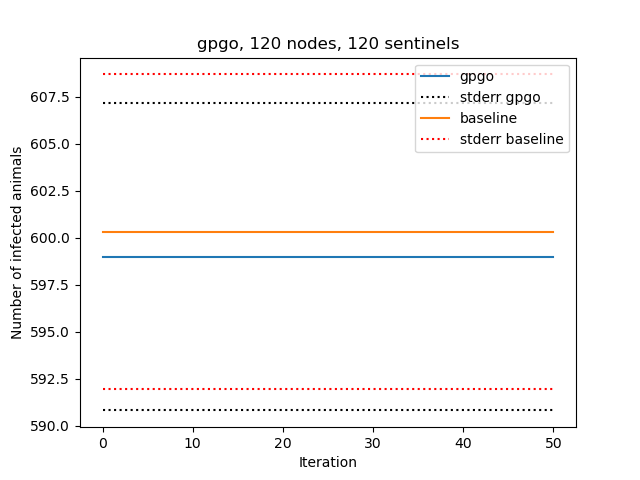 gpgo, 120 nodes, 120 sentinels
Number of infected animals
607.5
605.0
602.5
600.0
597.5
595.0
592.5
590.0
gpgo
stderr gpgo
baseline
stderr baseline
0 10 20 30 40 50
Iteration